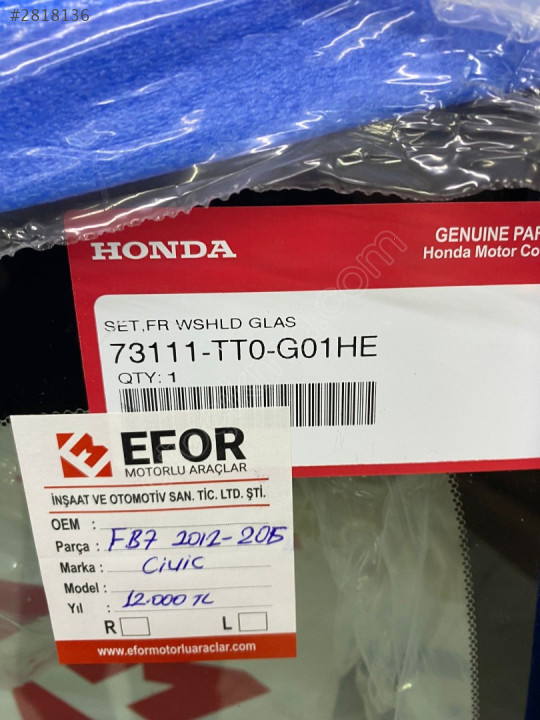 #2818136
HONDA
GENUINE PAR
Honda Motor Co
SET,FR WSHLD GLAS
73111-TT0-G01HE
QTY: 1
EFOR
MOTORLU ARAÇLAR
İNŞAAT VE OTOMOTİV SAN. TİC. LTD. ŞTİ.
OEM :
Parça : FB7 2012-2015
Marka : Civic
Model :
Yıl : 12.000 TL
R L
www.eformotorluaraclar.com